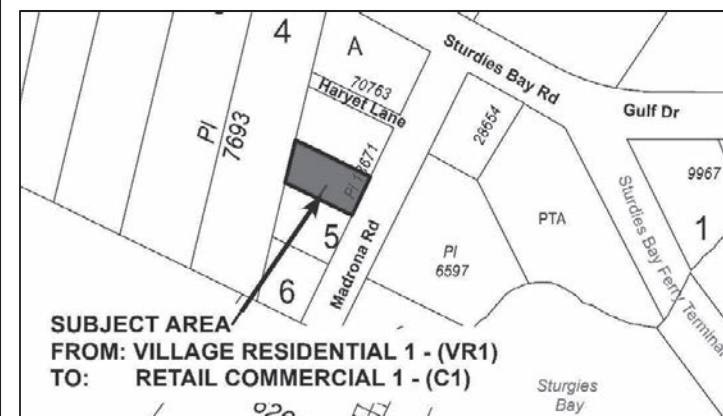 4
A
Sturdies Bay Rd
70763
Haryet Lane
Gulf Dr
Pl
7693
28654
9967
5
Madrona Rd
Pl
6597
PTA
1
Sturdies Bay Ferry Terminal
6
SUBJECT AREA
FROM: VILLAGE RESIDENTIAL 1 - (VR1)
TO: RETAIL COMMERCIAL 1 - (C1)
Sturgies
Bay